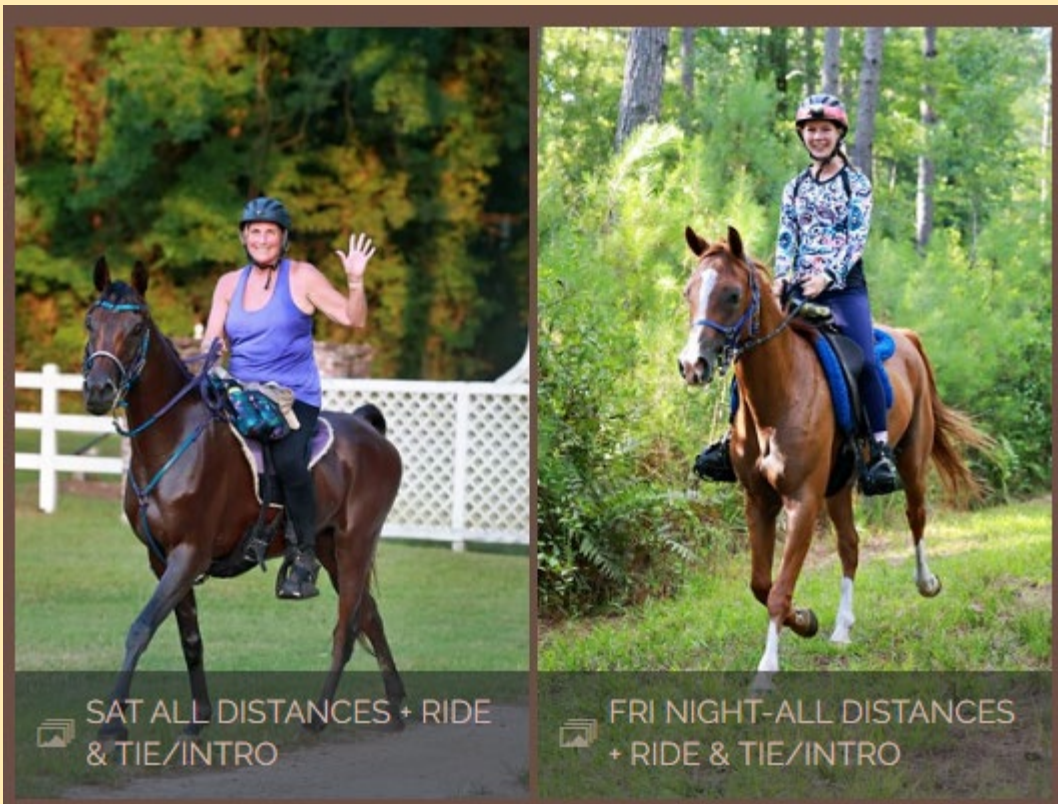 SAT ALL DISTANCES + RIDE
& TIE/INTRO
FRI NIGHT-ALL DISTANCES
+ RIDE & TIE/INTRO